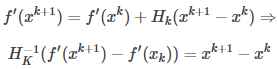 f′(x^{k+1}) = f′(x^k) + H_k(x^{k+1} − x^k) ⇒
H_K^{−1}(f′(x^{k+1}) − f′(x_k)) = x^{k+1} − x^k